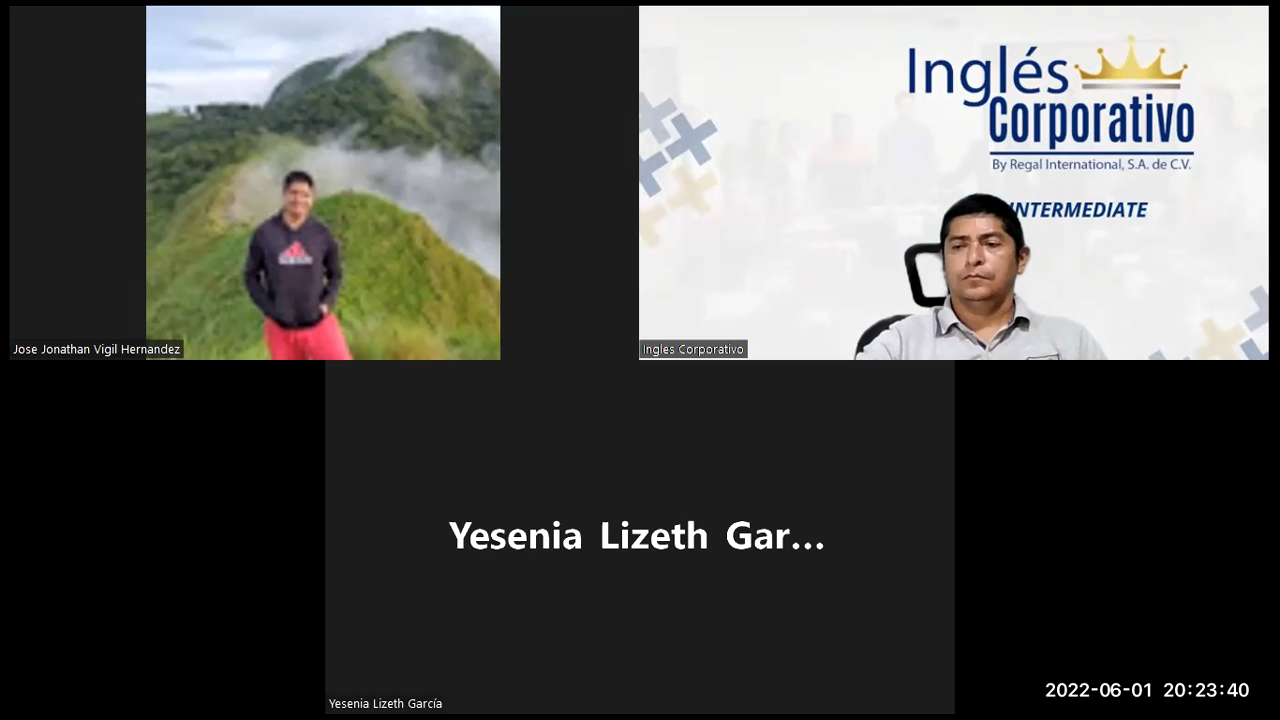 Inglés
Corporativo
By Regal International, S.A. de C.V.
INTERMEDIATE
Jose Jonathan Vigil Hernandez
Ingles Corporativo
Yesenia Lizeth Gar...
Yesenia Lizeth García
2022-06-01 20:23:40